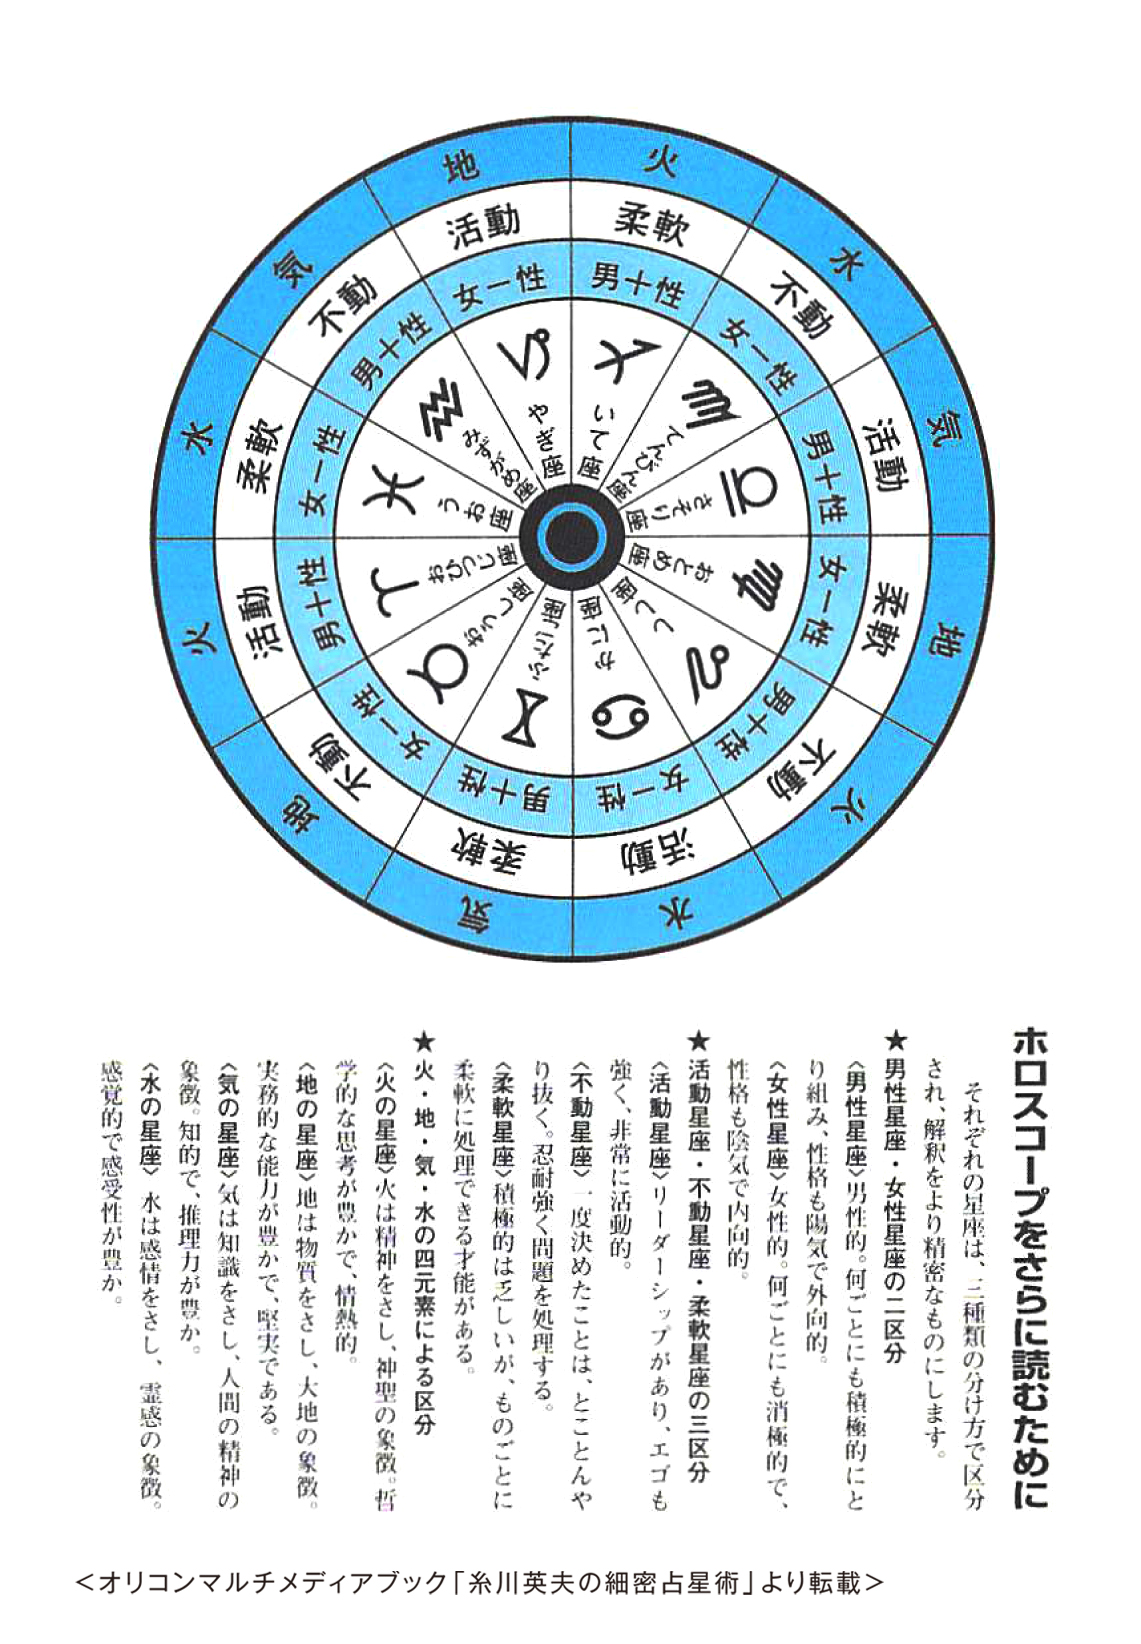 火
水
気
地
火
水
気
地
火
水
気
地
柔軟
不動
活動
柔軟
不動
活動
柔軟
不動
活動
柔軟
不動
活動
男+性
女−性
男+性
女−性
男+性
女−性
男+性
女−性
男+性
女−性
男+性
女−性
♐
♏
♎
♍
♌
♋
♊
♉
♈
♓
♒
♑
いて座
てんびん座
さそり座
おとめ座
しし座
かに座
ふたご座
おうし座
おひつじ座
うお座
みずがめ座
やぎ座
ホロスコープをさらに読むために
それぞれの星座は、三種類の分け方で区分
され、解釈をより精密なものにします。
★男性星座・女性星座の二区分
〈男性星座〉男性的。何ごとにも積極的にと
り組み、性格も陽気で外向的。
〈女性星座〉女性的。何ごとにも消極的で、
性格も陰気で内向的。
★活動星座・不動星座・柔軟星座の三区分
〈活動星座〉リーダーシップがあり、エゴも
強く、非常に活動的。
〈不動星座〉一度決めたことは、とことんや
り抜く。忍耐強く問題を処理する。
〈柔軟星座〉積極的は乏しいが、ものごとに
柔軟に処理できる才能がある。
★火・地・気・水の四元素による区分
〈火の星座〉火は精神をさし、神聖の象徴。哲
学的な思考が豊かで、情熱的。
〈地の星座〉地は物質をさし、大地の象徴。
実務的な能力が豊かで、堅実である。
〈気の星座〉気は知識をさし、人間の精神の
象徴。知的で、推理力が豊か。
〈水の星座〉水は感情をさし、霊感の象徴。
感覚的で感受性が豊か。
＜オリコンマルチメディアブック「糸川英夫の細密占星術」より転載＞